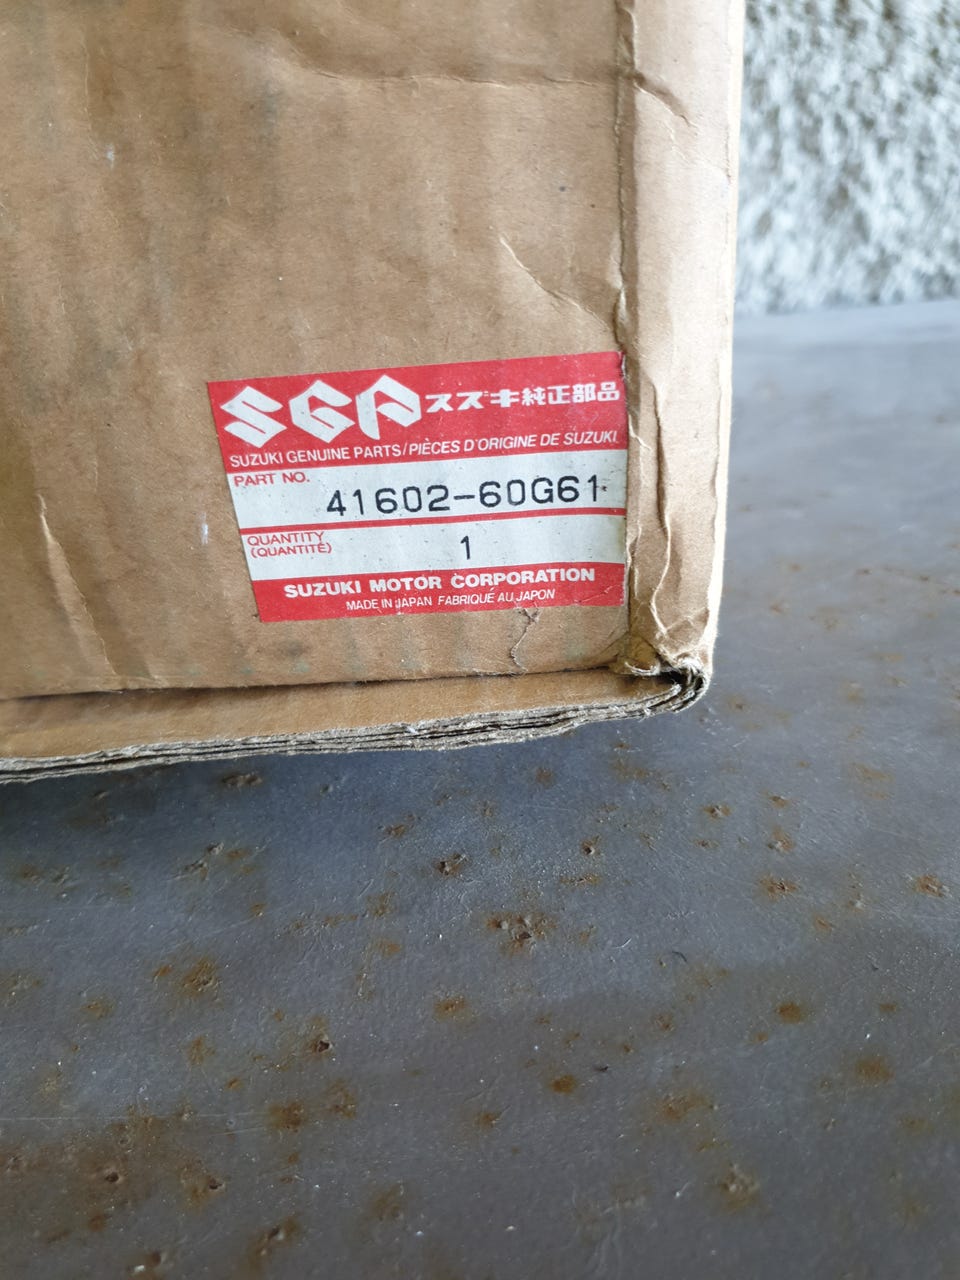 SGP スズキ純正部品
SUZUKI GENUINE PARTS/PIÈCES D'ORIGINE DE SUZUKI
PART NO.
41602-60G61
QUANTITY
(QUANTITÉ)
1
SUZUKI MOTOR CORPORATION
MADE IN JAPAN FABRIQUÉ AU JAPON